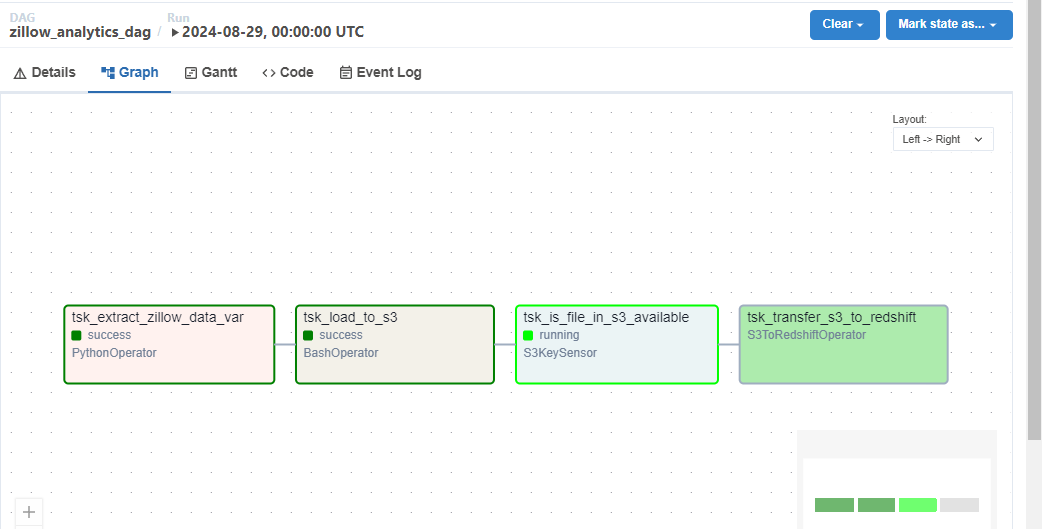 DAG
zillow_analytics_dag
/
Run
2024-08-29, 00:00:00 UTC
Clear
Mark state as...
Details
Graph
Gantt
<> Code
Event Log
Layout:
Left -> Right
tsk_extract_zillow_data_var
success
PythonOperator
tsk_load_to_s3
success
BashOperator
tsk_is_file_in_s3_available
running
S3KeySensor
tsk_transfer_s3_to_redshift
S3ToRedshiftOperator
+